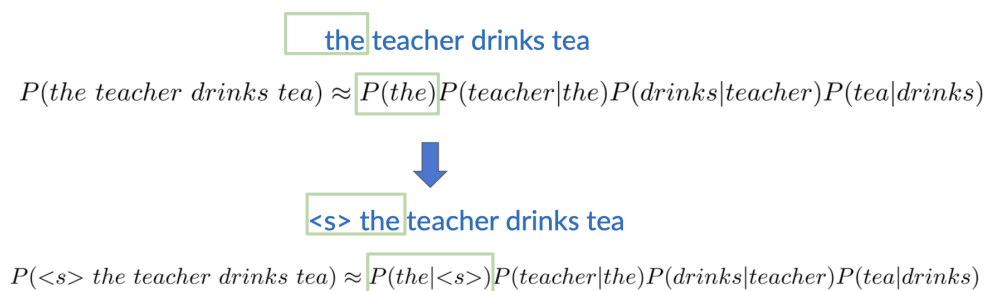 the teacher drinks tea
P(the teacher drinks tea) ≈ P(the)P(teacher|the)P(drinks|teacher)P(tea|drinks)
<s> the teacher drinks tea
P(<s> the teacher drinks tea) ≈ P(the|<s>)P(teacher|the)P(drinks|teacher)P(tea|drinks)